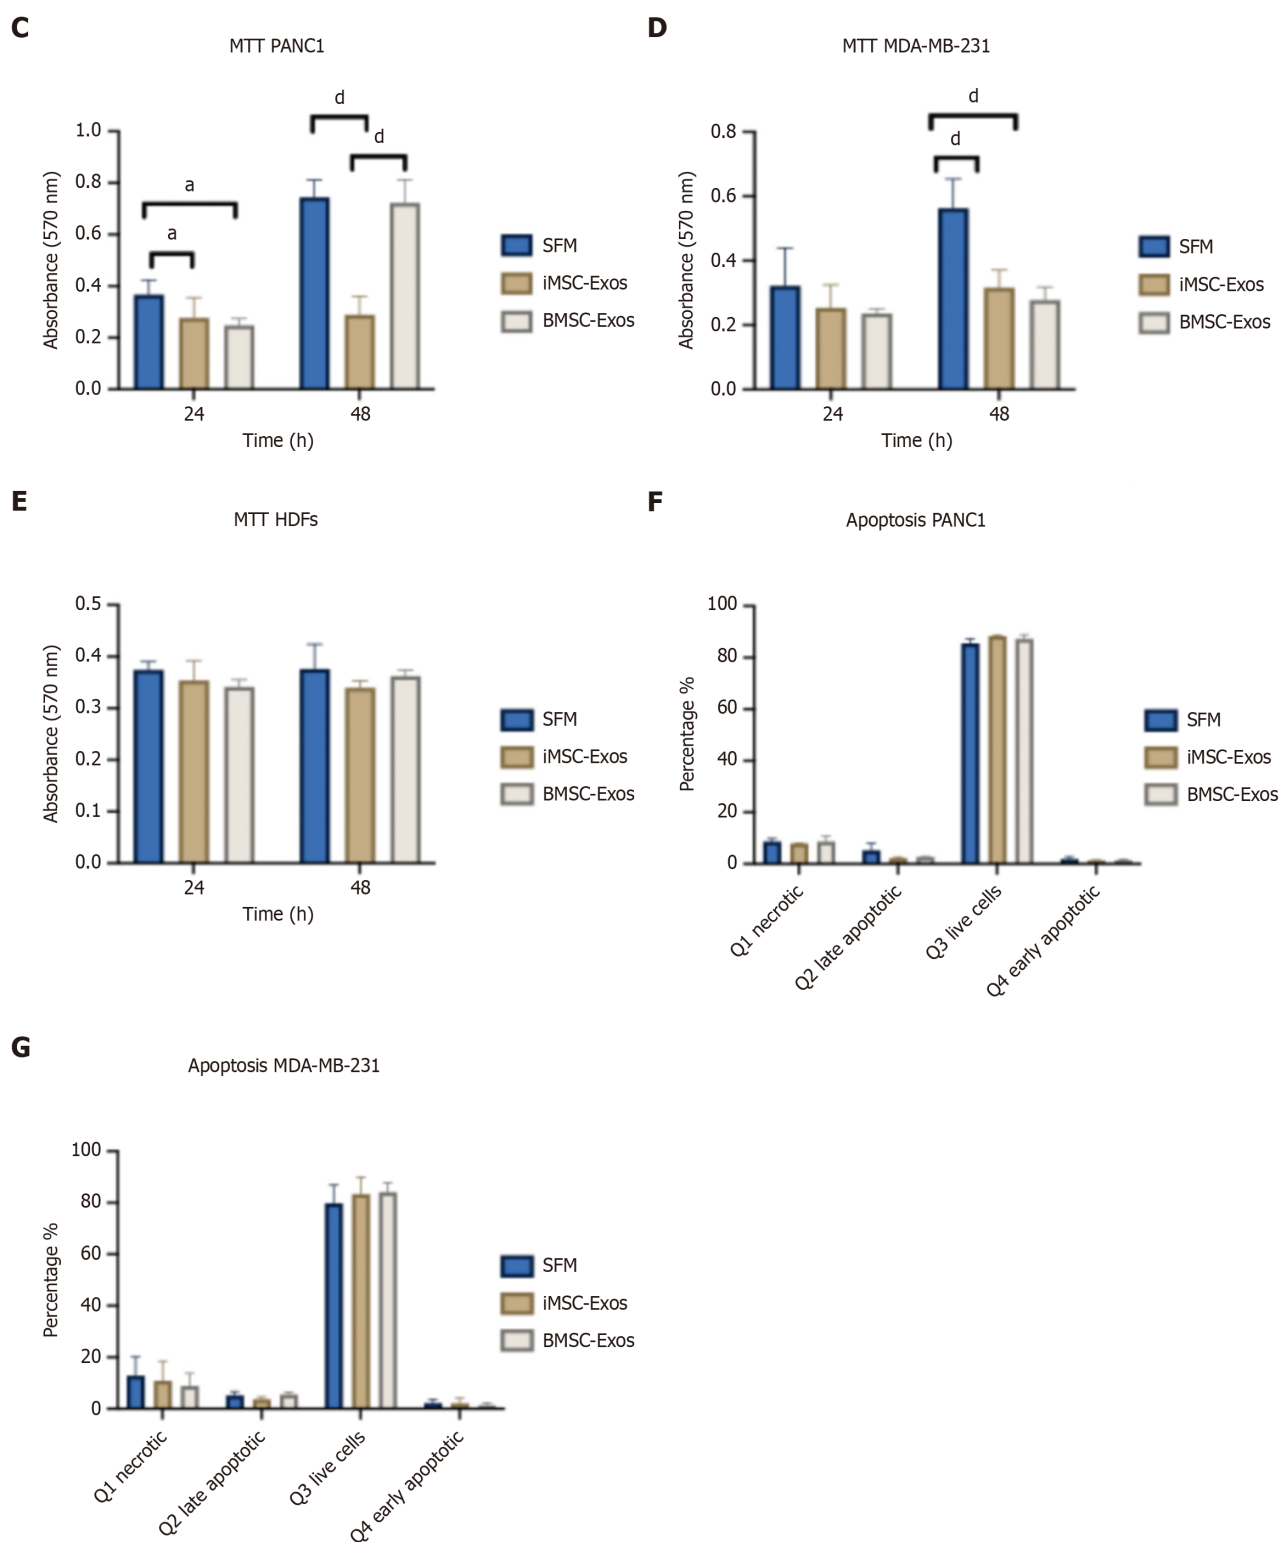 C
MTT PANC1
d
d
a
a
1.0
0.8
0.6
0.4
0.2
0.0
Absorbance (570 nm)
24
48
Time (h)
SFM
iMSC-Exos
BMSC-Exos
D
MTT MDA-MB-231
d
d
0.8
0.6
0.4
0.2
0.0
Absorbance (570 nm)
24
48
Time (h)
SFM
iMSC-Exos
BMSC-Exos
E
MTT HDFs
0.5
0.4
0.3
0.2
0.1
0.0
Absorbance (570 nm)
24
48
Time (h)
SFM
iMSC-Exos
BMSC-Exos
F
Apoptosis PANC1
100
80
60
40
20
0
Percentage %
Q1 necrotic
Q2 late apoptotic
Q3 live cells
Q4 early apoptotic
SFM
iMSC-Exos
BMSC-Exos
G
Apoptosis MDA-MB-231
100
80
60
40
20
0
Percentage %
Q1 necrotic
Q2 late apoptotic
Q3 live cells
Q4 early apoptotic
SFM
iMSC-Exos
BMSC-Exos